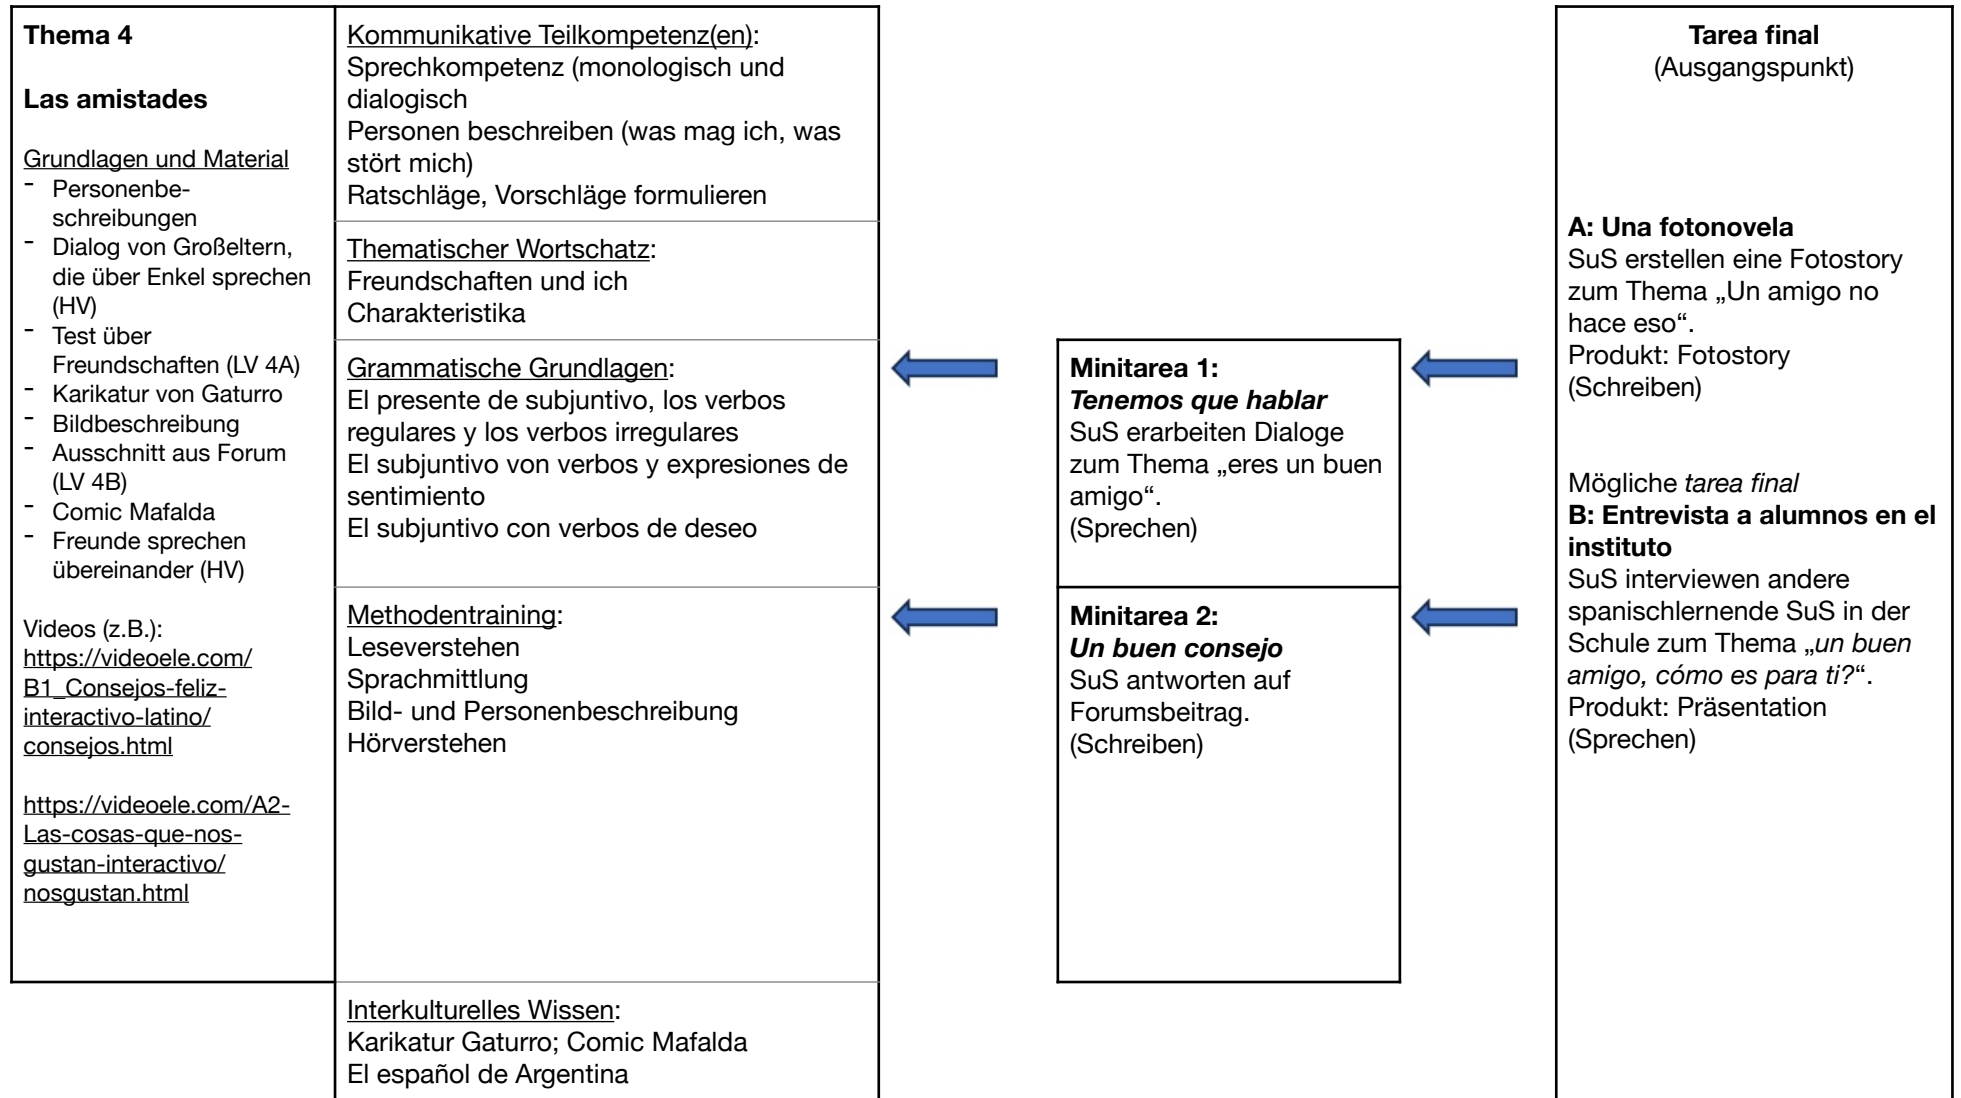 Thema 4
Las amistades
Grundlagen und Material
- Personenbe-
schreibungen
- Dialog von Großeltern,
die über Enkel sprechen
(HV)
- Test über
Freundschaften (LV 4A)
- Karikatur von Gaturro
- Bildbeschreibung
- Ausschnitt aus Forum
(LV 4B)
- Comic Mafalda
- Freunde sprechen
übereinander (HV)
Videos (z.B.):
https://videoele.com/
B1_Consejos-feliz-
interactivo-latino/
consejos.html
https://videoele.com/A2-
Las-cosas-que-nos-
gustan-interactivo/
nosgustan.html
Kommunikative Teilkompetenz(en):
Sprechkompetenz (monologisch und
dialogisch
Personen beschreiben (was mag ich, was
stört mich)
Ratschläge, Vorschläge formulieren
Thematischer Wortschatz:
Freundschaften und ich
Charakteristika
Grammatische Grundlagen:
El presente de subjuntivo, los verbos
regulares y los verbos irregulares
El subjuntivo von verbos y expresiones de
sentimiento
El subjuntivo con verbos de deseo
Methodentraining:
Leseverstehen
Sprachmittlung
Bild- und Personenbeschreibung
Hörverstehen
Interkulturelles Wissen:
Karikatur Gaturro; Comic Mafalda
El español de Argentina
Minitarea 1:
Tenemos que hablar
SuS erarbeiten Dialoge
zum Thema „eres un buen
amigo“.
(Sprechen)
Minitarea 2:
Un buen consejo
SuS antworten auf
Forumsbeitrag.
(Schreiben)
Tarea final
(Ausgangspunkt)
A: Una fotonovela
SuS erstellen eine Fotostory
zum Thema „Un amigo no
hace eso“.
Produkt: Fotostory
(Schreiben)
Mögliche tarea final
B: Entrevista a alumnos en el
instituto
SuS interviewen andere
spanischlernende SuS in der
Schule zum Thema „un buen
amigo, cómo es para ti?“.
Produkt: Präsentation
(Sprechen)